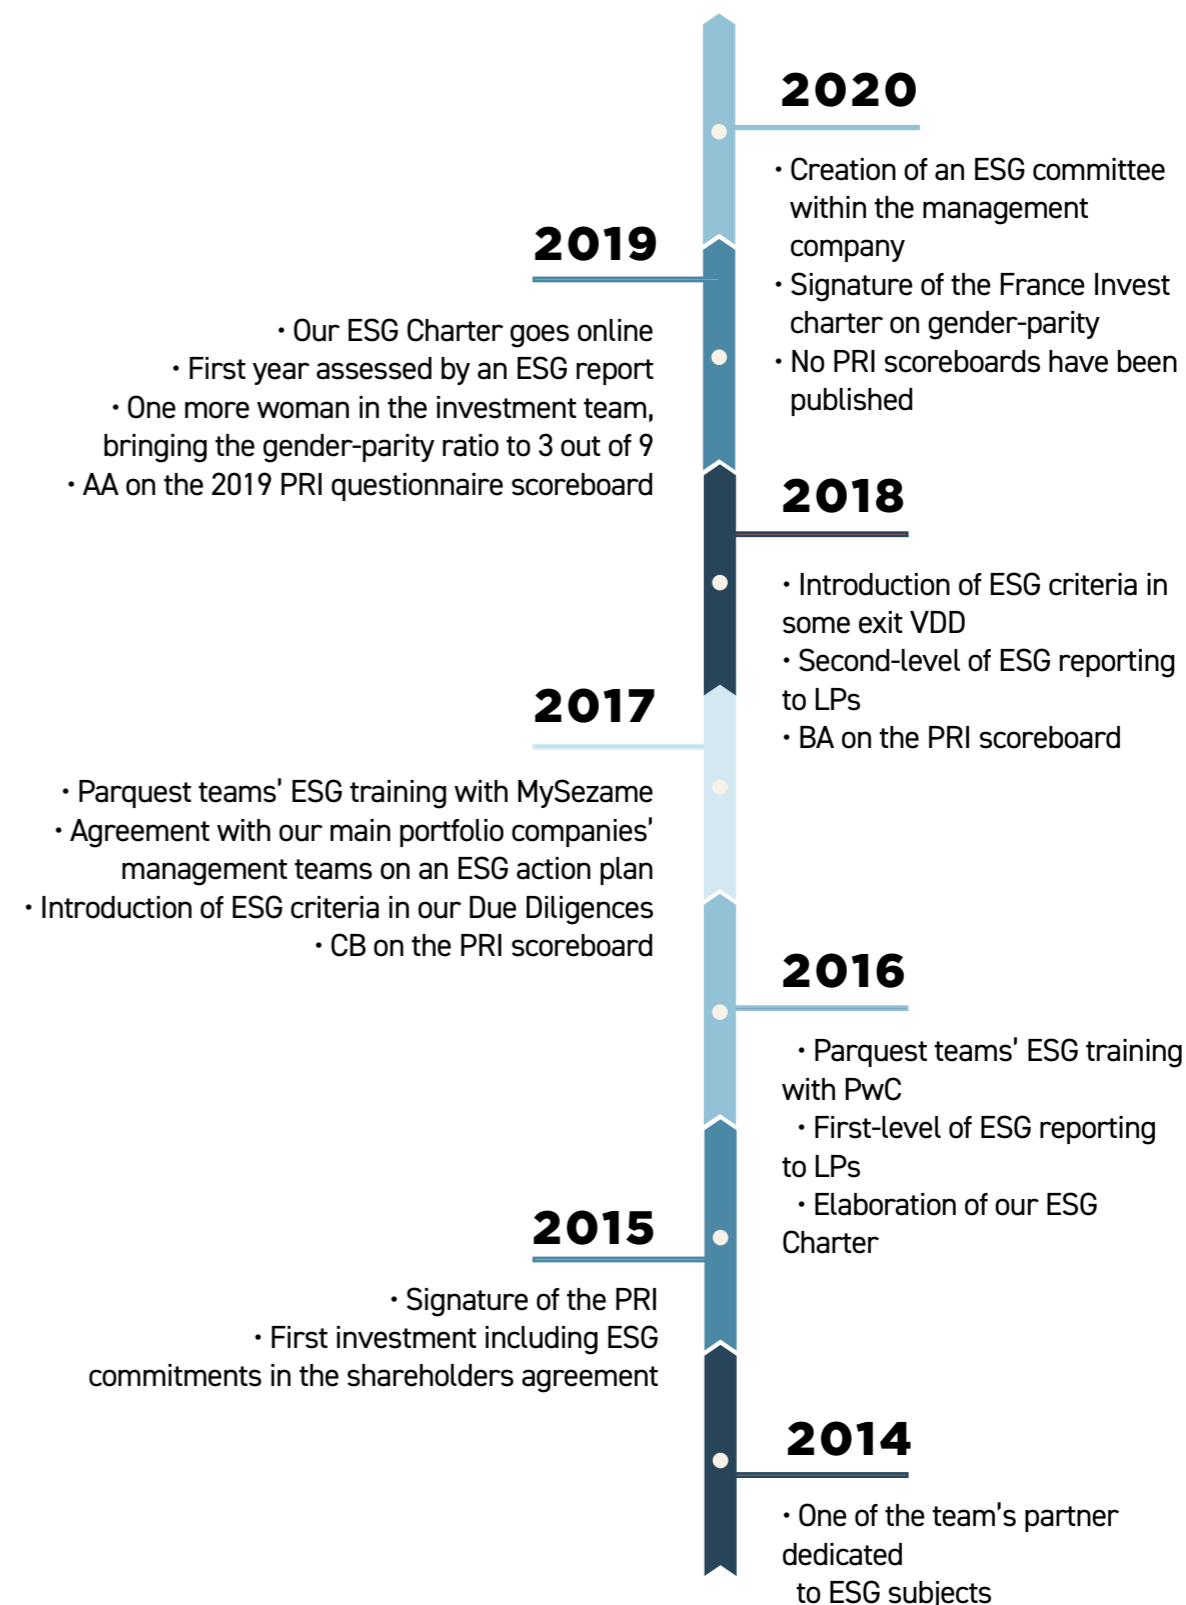 2020
• Creation of an ESG committee
within the management
company
• Signature of the France Invest
charter on gender-parity
• No PRI scoreboards have been
published
2019
• Our ESG Charter goes online
• First year assessed by an ESG report
• One more woman in the investment team,
bringing the gender-parity ratio to 3 out of 9
• AA on the 2019 PRI questionnaire scoreboard
2018
• Introduction of ESG criteria in
some exit VDD
• Second-level of ESG reporting
to LPs
• BA on the PRI scoreboard
2017
• Parquest teams’ ESG training with MySezame
• Agreement with our main portfolio companies’
management teams on an ESG action plan
• Introduction of ESG criteria in our Due Diligences
• CB on the PRI scoreboard
2016
• Parquest teams’ ESG training
with PwC
• First-level of ESG reporting
to LPs
• Elaboration of our ESG
Charter
2015
• Signature of the PRI
• First investment including ESG
commitments in the shareholders agreement
2014
• One of the team’s partner
dedicated
to ESG subjects